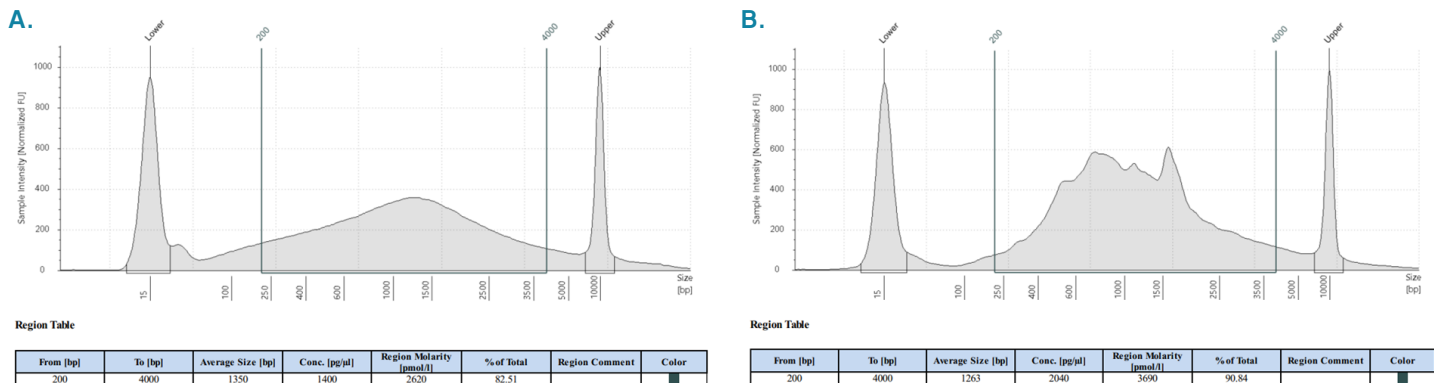 A.
Lower
200
4000
Upper
Sample Intensity [Normalized FU]
1000
800
600
400
200
0
15
100
250
400
600
1000
1500
2500
3500
5000
10000
Size
[bp]
Region Table
From [bp] To [bp] Average Size [bp] Conc. [pg/µl] Region Molarity [pmol/l] % of Total Region Comment Color
200 4000 1350 1400 2620 82.51
B.
Lower
200
4000
Upper
Sample Intensity [Normalized FU]
1000
800
600
400
200
0
15
100
250
400
600
1000
1500
2500
3500
5000
10000
Size
[bp]
Region Table
From [bp] To [bp] Average Size [bp] Conc. [pg/µl] Region Molarity [pmol/l] % of Total Region Comment Color
200 4000 1263 2040 3690 90.84